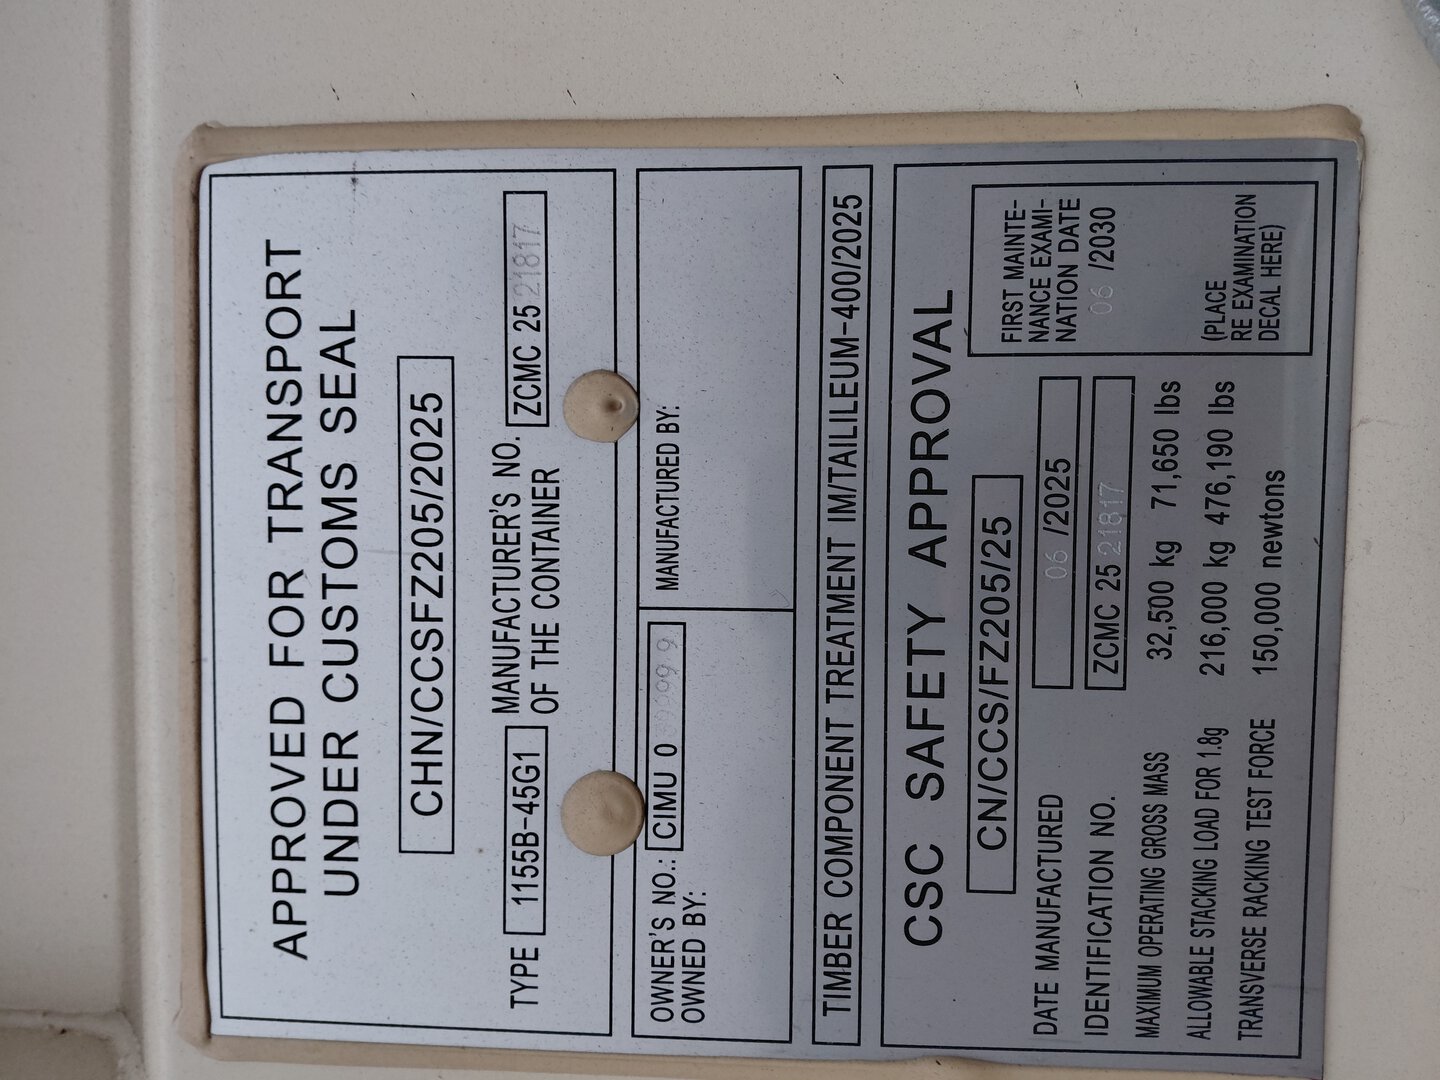 APPROVED FOR TRANSPORT
UNDER CUSTOMS SEAL
CHN/CCSFZ205/2025
TYPE 1155B-45G1 MANUFACTURER'S NO. ZCMC 25 21817
OF THE CONTAINER
OWNER'S NO.: CIMU 0
OWNED BY:
MANUFACTURED BY:
TIMBER COMPONENT TREATMENT IM/TAILILEUM-400/2025
CSC SAFETY APPROVAL
CN/CCS/FZ205/25
DATE MANUFACTURED 06 /2025
IDENTIFICATION NO. ZCMC 25 21817
MAXIMUM OPERATING GROSS MASS 32,500 kg 71,650 lbs
ALLOWABLE STACKING LOAD FOR 1.8g 216,000 kg 476,190 lbs
TRANSVERSE RACKING TEST FORCE 150,000 newtons
FIRST MAINTE-
NANCE EXAMI-
NATION DATE
06 /2030
(PLACE
RE EXAMINATION
DECAL HERE)